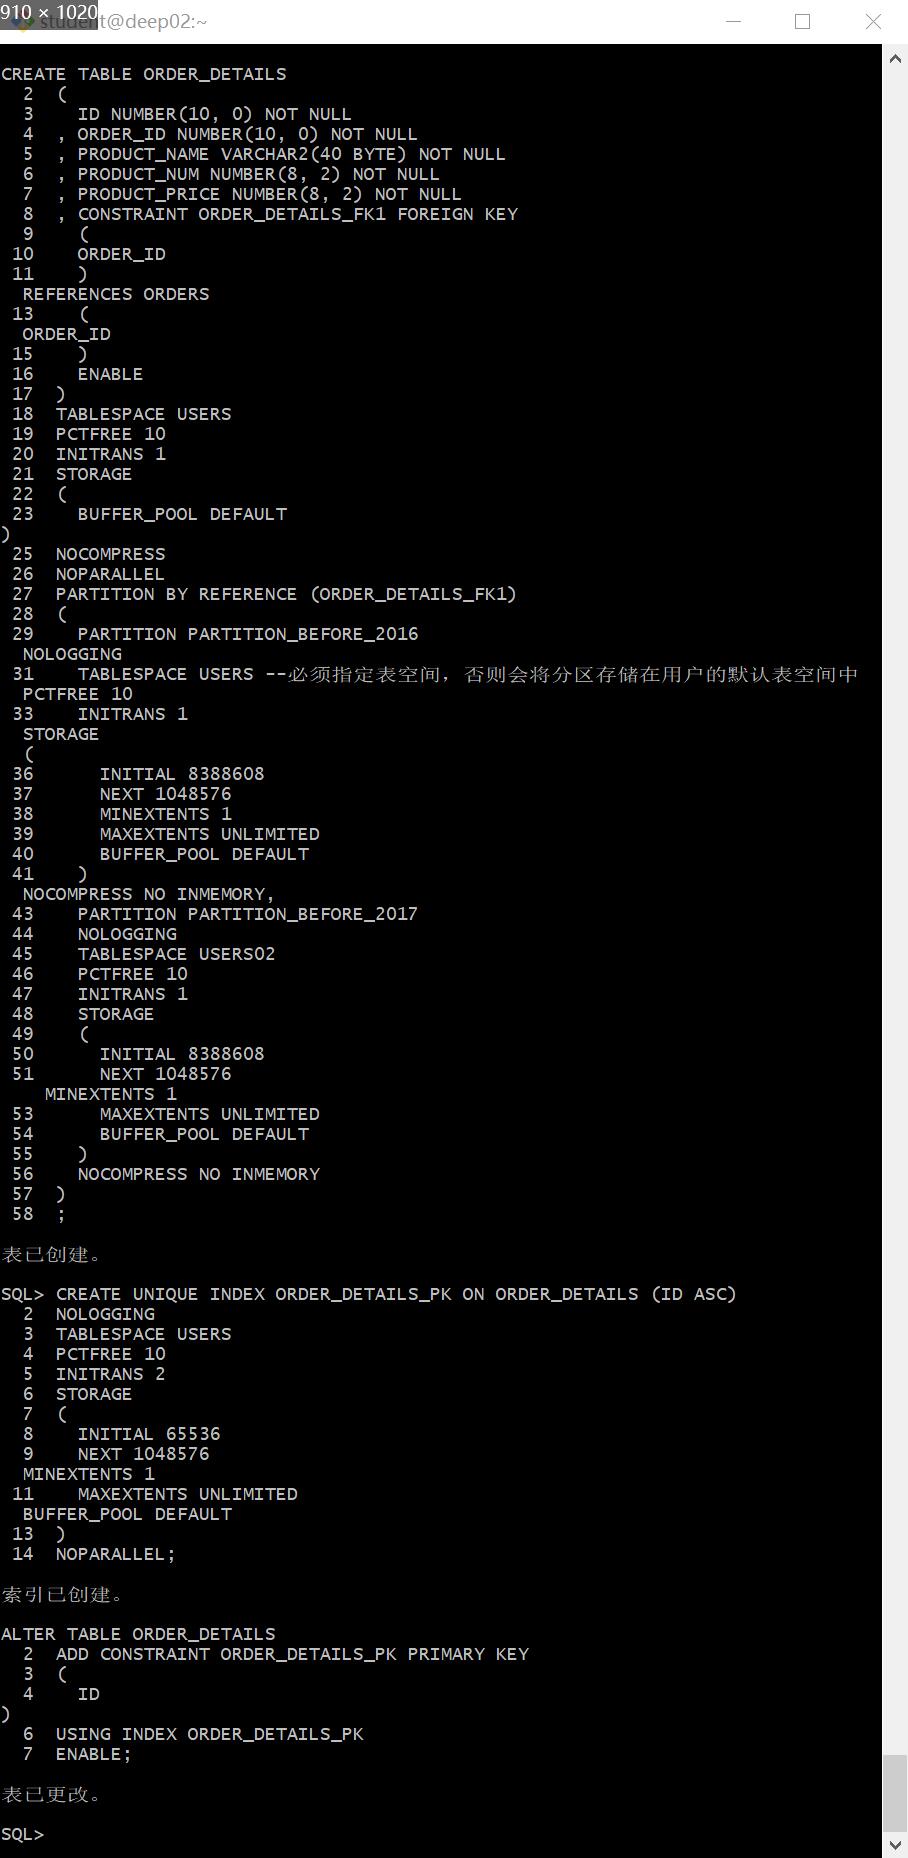 910 × 1020
student@deep02:~
CREATE TABLE ORDER_DETAILS
2 (
3 ID NUMBER(10, 0) NOT NULL
4 , ORDER_ID NUMBER(10, 0) NOT NULL
5 , PRODUCT_NAME VARCHAR2(40 BYTE) NOT NULL
6 , PRODUCT_NUM NUMBER(8, 2) NOT NULL
7 , PRODUCT_PRICE NUMBER(8, 2) NOT NULL
8 , CONSTRAINT ORDER_DETAILS_FK1 FOREIGN KEY
9 (
10 ORDER_ID
11 )
REFERENCES ORDERS
13 (
ORDER_ID
15 )
16 ENABLE
17 )
18 TABLESPACE USERS
19 PCTFREE 10
20 INITRANS 1
21 STORAGE
22 (
23 BUFFER_POOL DEFAULT
)
25 NOCOMPRESS
26 NOPARALLEL
27 PARTITION BY REFERENCE (ORDER_DETAILS_FK1)
28 (
29 PARTITION PARTITION_BEFORE_2016
NOLOGGING
31 TABLESPACE USERS --必须指定表空间，否则会将分区存储在用户的默认表空间中
PCTFREE 10
33 INITRANS 1
STORAGE
(
36 INITIAL 8388608
37 NEXT 1048576
38 MINEXTENTS 1
39 MAXEXTENTS UNLIMITED
40 BUFFER_POOL DEFAULT
41 )
NOCOMPRESS NO INMEMORY,
43 PARTITION PARTITION_BEFORE_2017
44 NOLOGGING
45 TABLESPACE USERS02
46 PCTFREE 10
47 INITRANS 1
48 STORAGE
49 (
50 INITIAL 8388608
51 NEXT 1048576
MINEXTENTS 1
53 MAXEXTENTS UNLIMITED
54 BUFFER_POOL DEFAULT
55 )
56 NOCOMPRESS NO INMEMORY
57 )
58 ;
表已创建。
SQL> CREATE UNIQUE INDEX ORDER_DETAILS_PK ON ORDER_DETAILS (ID ASC)
2 NOLOGGING
3 TABLESPACE USERS
4 PCTFREE 10
5 INITRANS 2
6 STORAGE
7 (
8 INITIAL 65536
9 NEXT 1048576
MINEXTENTS 1
11 MAXEXTENTS UNLIMITED
BUFFER_POOL DEFAULT
13 )
14 NOPARALLEL;
索引已创建。
ALTER TABLE ORDER_DETAILS
2 ADD CONSTRAINT ORDER_DETAILS_PK PRIMARY KEY
3 (
4 ID
)
6 USING INDEX ORDER_DETAILS_PK
7 ENABLE;
表已更改。
SQL>